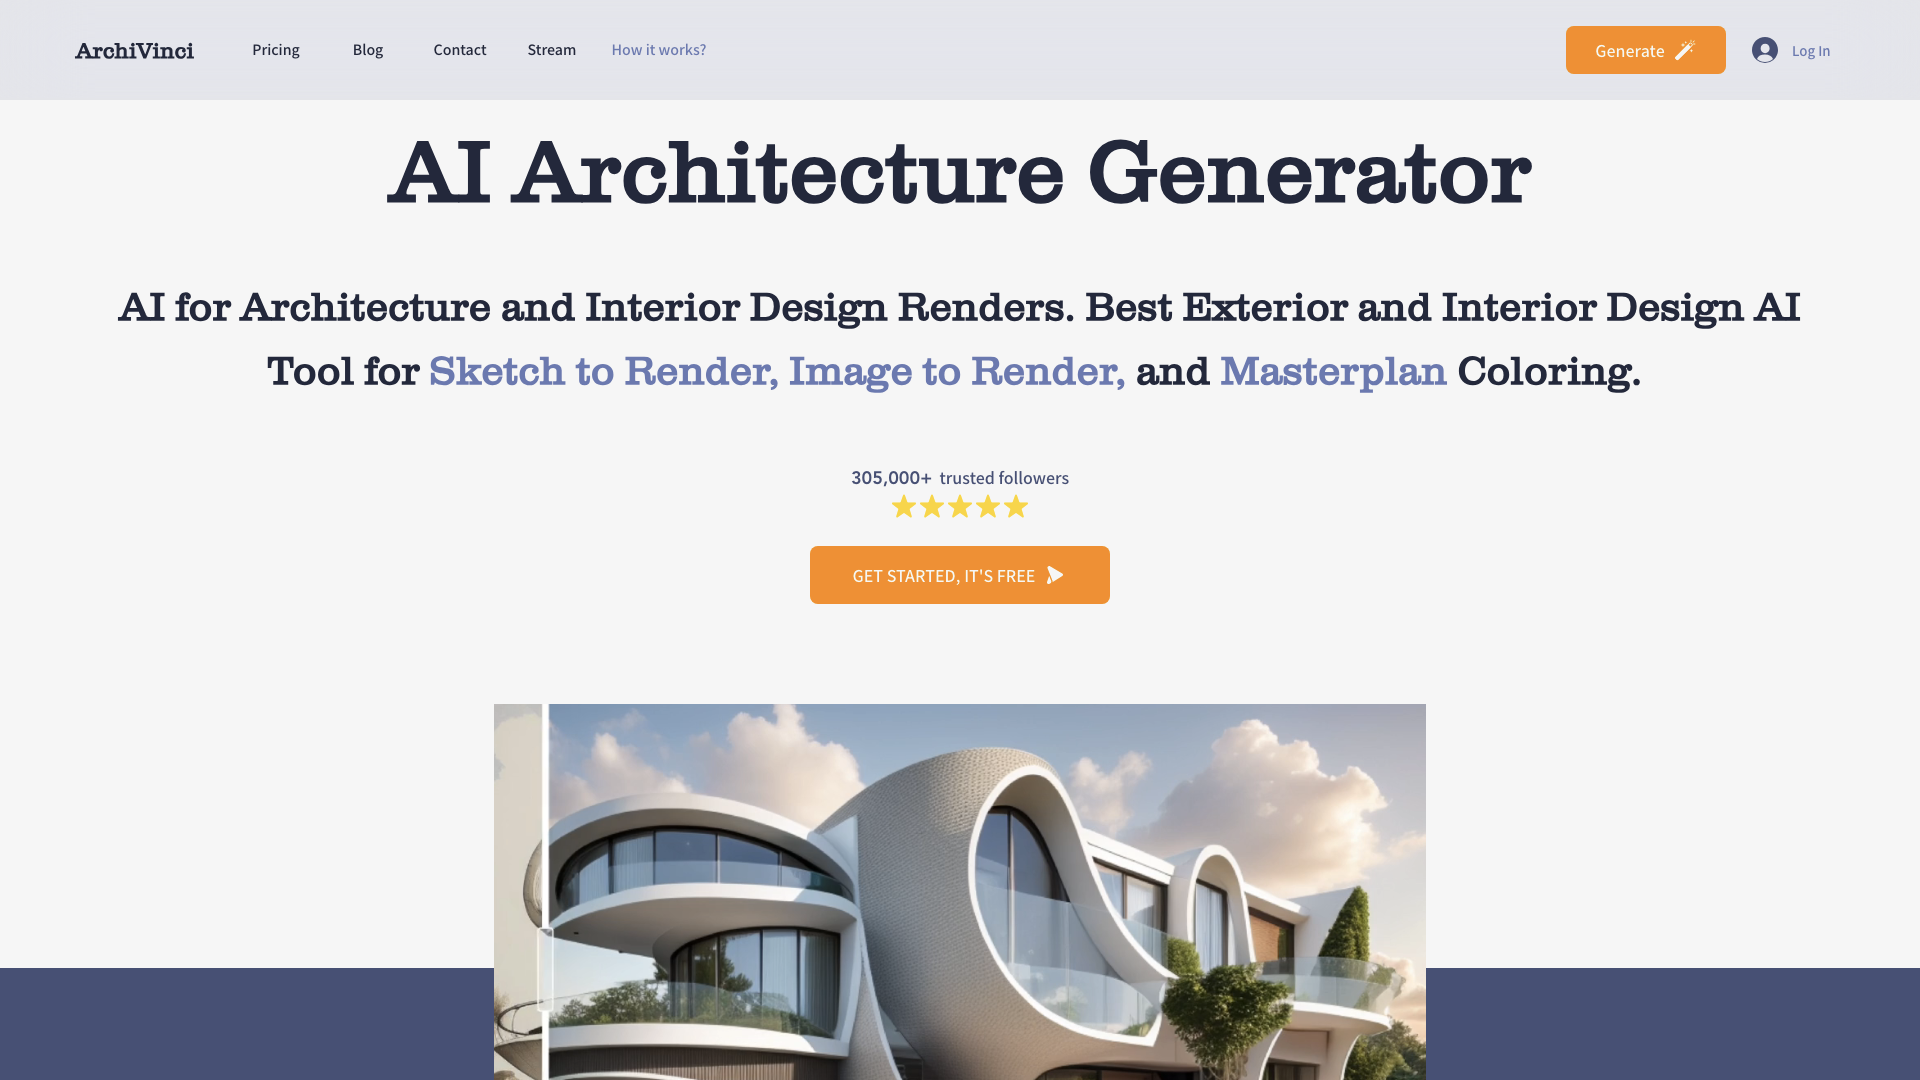 ArchiVinci
Pricing
Blog
Contact
Stream
How it works?
Generate
Log In
AI Architecture Generator
AI for Architecture and Interior Design Renders. Best Exterior and Interior Design AI
Tool for Sketch to Render, Image to Render, and Masterplan Coloring.
305,000+ trusted followers
GET STARTED, IT'S FREE